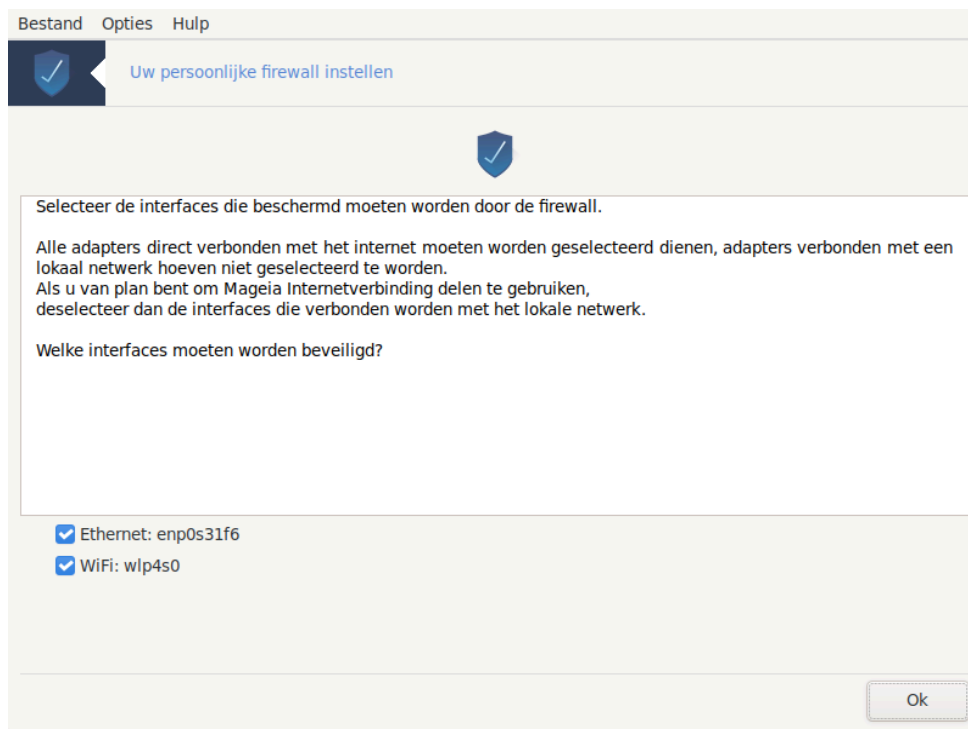 Bestand Opties Hulp
Uw persoonlijke firewall instellen
Selecteer de interfaces die beschermd moeten worden door de firewall.
Alle adapters direct verbonden met het internet moeten worden geselecteerd dienen, adapters verbonden met een
lokaal netwerk hoeven niet geselecteerd te worden.
Als u van plan bent om Mageia Internetverbinding delen te gebruiken,
deselecteer dan de interfaces die verbonden worden met het lokale netwerk.
Welke interfaces moeten worden beveiligd?
Ethernet: enp0s31f6
WiFi: wlp4s0
Ok